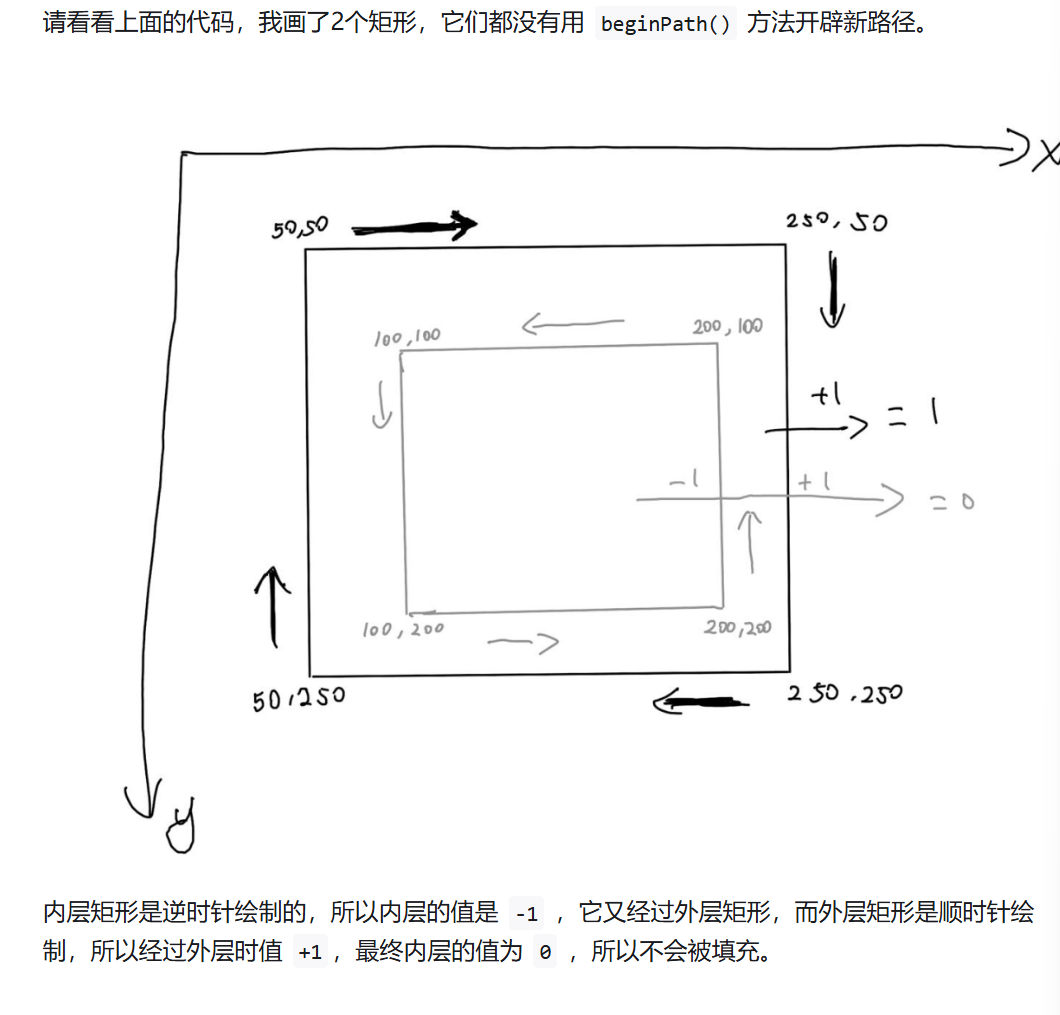 请看看上面的代码，我画了2个矩形，它们都没有用 beginPath() 方法开辟新路径。
x
50,50
250,50
100,100
200,100
+1
= 1
-1
+1
= 0
100,200
200,200
50,250
250,250
y
内层矩形是逆时针绘制的，所以内层的值是 -1 ，它又经过外层矩形，而外层矩形是顺时针绘
制，所以经过外层时值 +1 ，最终内层的值为 0 ，所以不会被填充。